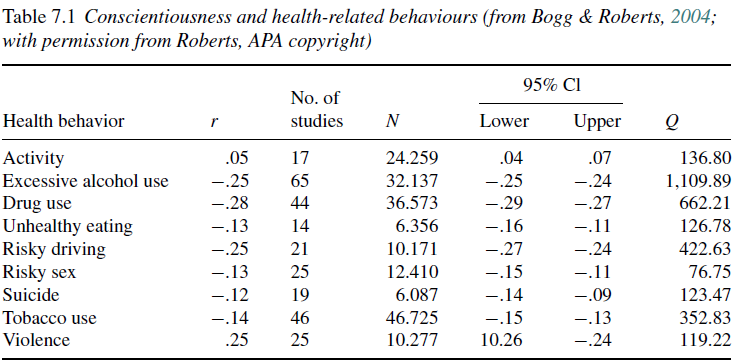 Table 7.1 Conscientiousness and health-related behaviours (from Bogg & Roberts, 2004;
with permission from Roberts, APA copyright)
95% Cl
No. of
Health behavior r studies N Lower Upper Q
Activity .05 17 24.259 .04 .07 136.80
Excessive alcohol use −.25 65 32.137 −.25 −.24 1,109.89
Drug use −.28 44 36.573 −.29 −.27 662.21
Unhealthy eating −.13 14 6.356 −.16 −.11 126.78
Risky driving −.25 21 10.171 −.27 −.24 422.63
Risky sex −.13 25 12.410 −.15 −.11 76.75
Suicide −.12 19 6.087 −.14 −.09 123.47
Tobacco use −.14 46 46.725 −.15 −.13 352.83
Violence .25 25 10.277 10.26 −.24 119.22